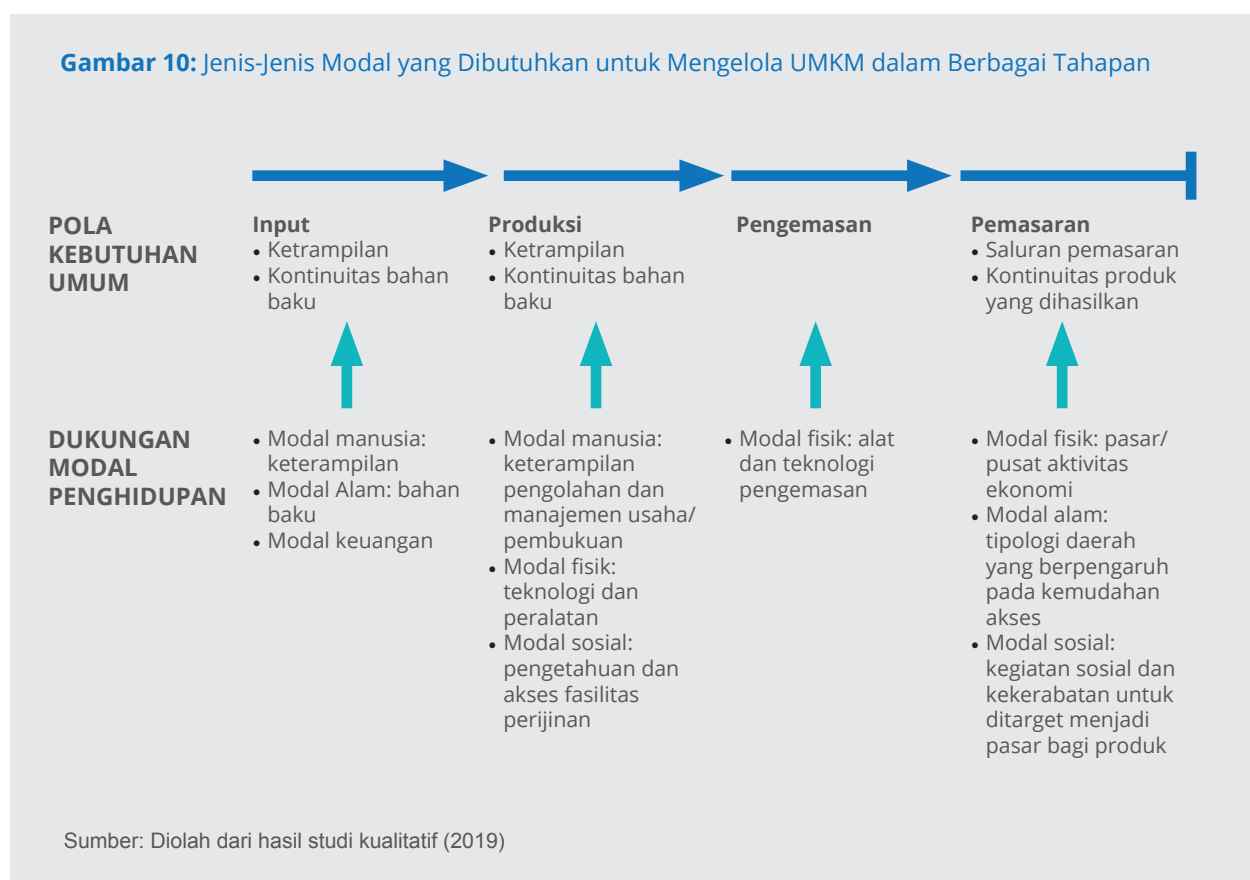 Gambar 10: Jenis-Jenis Modal yang Dibutuhkan untuk Mengelola UMKM dalam Berbagai Tahapan
POLA
KEBUTUHAN
UMUM
Input
• Ketrampilan
• Kontinuitas bahan
baku
Produksi
• Ketrampilan
• Kontinuitas bahan
baku
Pengemasan
Pemasaran
• Saluran pemasaran
• Kontinuitas produk
yang dihasilkan
DUKUNGAN
MODAL
PENGHIDUPAN
• Modal manusia:
keterampilan
• Modal Alam: bahan
baku
• Modal keuangan
• Modal manusia:
keterampilan
pengolahan dan
manajemen usaha/
pembukuan
• Modal fisik:
teknologi dan
peralatan
• Modal sosial:
pengetahuan dan
akses fasilitas
perijinan
• Modal fisik: alat
dan teknologi
pengemasan
• Modal fisik: pasar/
pusat aktivitas
ekonomi
• Modal alam:
tipologi daerah
yang berpengaruh
pada kemudahan
akses
• Modal sosial:
kegiatan sosial dan
kekerabatan untuk
ditarget menjadi
pasar bagi produk
Sumber: Diolah dari hasil studi kualitatif (2019)